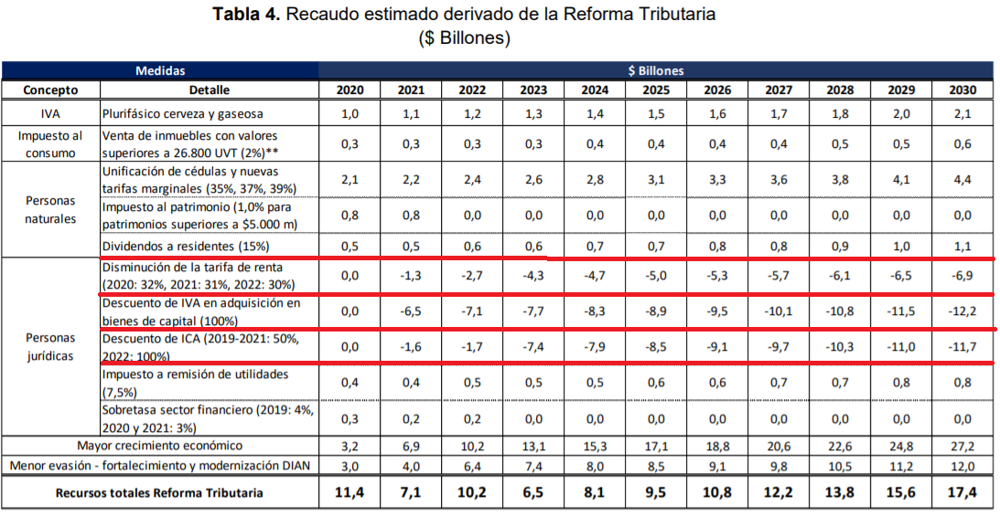 Tabla 4. Recaudo estimado derivado de la Reforma Tributaria
($ Billones)
Medidas $ Billones
Concepto Detalle 2020 2021 2022 2023 2024 2025 2026 2027 2028 2029 2030
IVA Plurifásico cerveza y gaseosa 1,0 1,1 1,2 1,3 1,4 1,5 1,6 1,7 1,8 2,0 2,1
Impuesto al
consumo
Venta de inmuebles con valores
superiores a 26.800 UVT (2%)**
0,3 0,3 0,3 0,3 0,4 0,4 0,4 0,4 0,5 0,5 0,6
Personas
naturales
Unificación de cédulas y nuevas
tarifas marginales (35%, 37%, 39%)
2,1 2,2 2,4 2,6 2,8 3,1 3,3 3,6 3,8 4,1 4,4
Impuesto al patrimonio (1,0% para
patrimonios superiores a $5.000 m)
0,8 0,8 0,0 0,0 0,0 0,0 0,0 0,0 0,0 0,0 0,0
Dividendos a residentes (15%) 0,5 0,5 0,6 0,6 0,7 0,7 0,8 0,8 0,9 1,0 1,1
Personas
jurídicas
Disminución de la tarifa de renta
(2020: 32%, 2021: 31%, 2022: 30%)
0,0 -1,3 -2,7 -4,3 -4,7 -5,0 -5,3 -5,7 -6,1 -6,5 -6,9
Descuento de IVA en adquisición en
bienes de capital (100%)
0,0 -6,5 -7,1 -7,7 -8,3 -8,9 -9,5 -10,1 -10,8 -11,5 -12,2
Descuento de ICA (2019-2021: 50%,
2022: 100%)
0,0 -1,6 -1,7 -7,4 -7,9 -8,5 -9,1 -9,7 -10,3 -11,0 -11,7
Impuesto a remisión de utilidades
(7,5%)
0,4 0,4 0,5 0,5 0,5 0,6 0,6 0,7 0,7 0,8 0,8
Sobretasa sector financiero (2019: 4%,
2020 y 2021: 3%)
0,3 0,2 0,2 0,0 0,0 0,0 0,0 0,0 0,0 0,0 0,0
Mayor crecimiento económico 3,2 6,9 10,2 13,1 15,3 17,1 18,8 20,6 22,6 24,8 27,2
Menor evasión - fortalecimiento y modernización DIAN 3,0 4,0 6,4 7,4 8,0 8,5 9,1 9,8 10,5 11,2 12,0
Recursos totales Reforma Tributaria 11,4 7,1 10,2 6,5 8,1 9,5 10,8 12,2 13,8 15,6 17,4